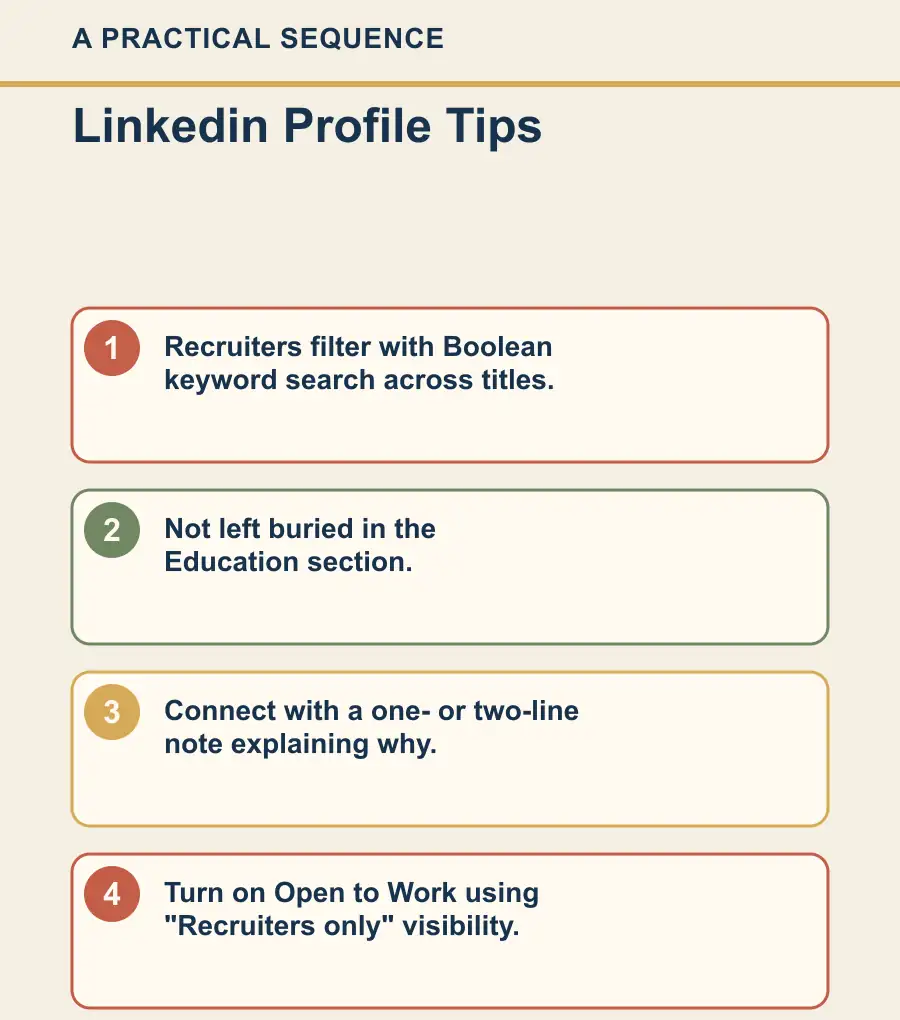 A PRACTICAL SEQUENCE
Linkedin Profile Tips
1
Recruiters filter with Boolean
keyword search across titles.
2
Not left buried in the
Education section.
3
Connect with a one- or two-line
note explaining why.
4
Turn on Open to Work using
"Recruiters only" visibility.